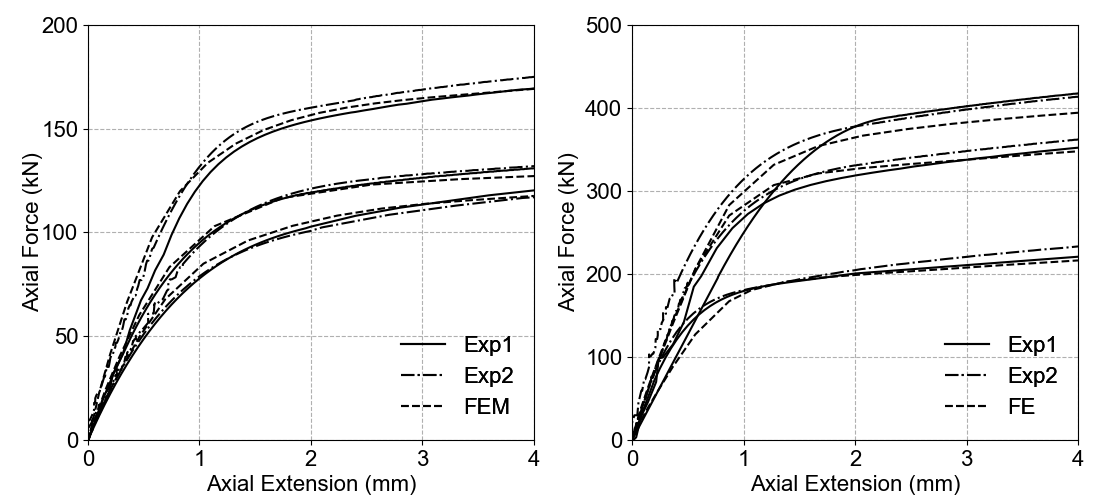 200
150
100
50
0
0 1 2 3 4
Axial Force (kN)
Axial Extension (mm)
Exp1
Exp2
FEM
500
400
300
200
100
0
0 1 2 3 4
Axial Force (kN)
Axial Extension (mm)
Exp1
Exp2
FE